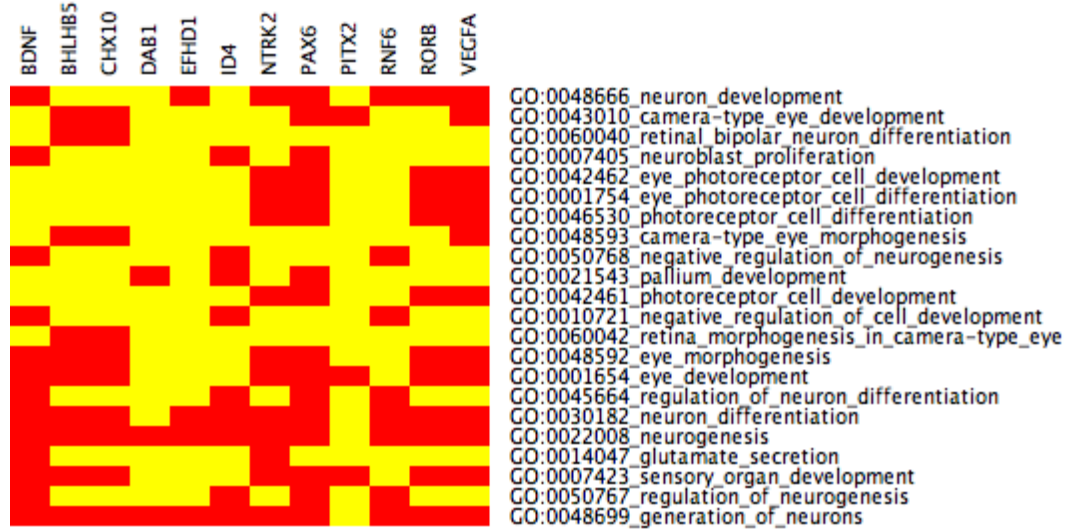 BDNF BHLHB5 CHX10 DAB1 EFHD1 ID4 NTRK2 PAX6 PITX2 RNF6 RORB VEGFA
GO:0048666_neuron_development
GO:0043010_camera-type_eye_development
GO:0060040_retinal_bipolar_neuron_differentiation
GO:0007405_neuroblast_proliferation
GO:0042462_eye_photoreceptor_cell_development
GO:0001754_eye_photoreceptor_cell_differentiation
GO:0046530_photoreceptor_cell_differentiation
GO:0048593_camera-type_eye_morphogenesis
GO:0050768_negative_regulation_of_neurogenesis
GO:0021543_pallium_development
GO:0042461_photoreceptor_cell_development
GO:0010721_negative_regulation_of_cell_development
GO:0060042_retina_morphogenesis_in_camera-type_eye
GO:0048592_eye_morphogenesis
GO:0001654_eye_development
GO:0045664_regulation_of_neuron_differentiation
GO:0030182_neuron_differentiation
GO:0022008_neurogenesis
GO:0014047_glutamate_secretion
GO:0007423_sensory_organ_development
GO:0050767_regulation_of_neurogenesis
GO:0048699_generation_of_neurons